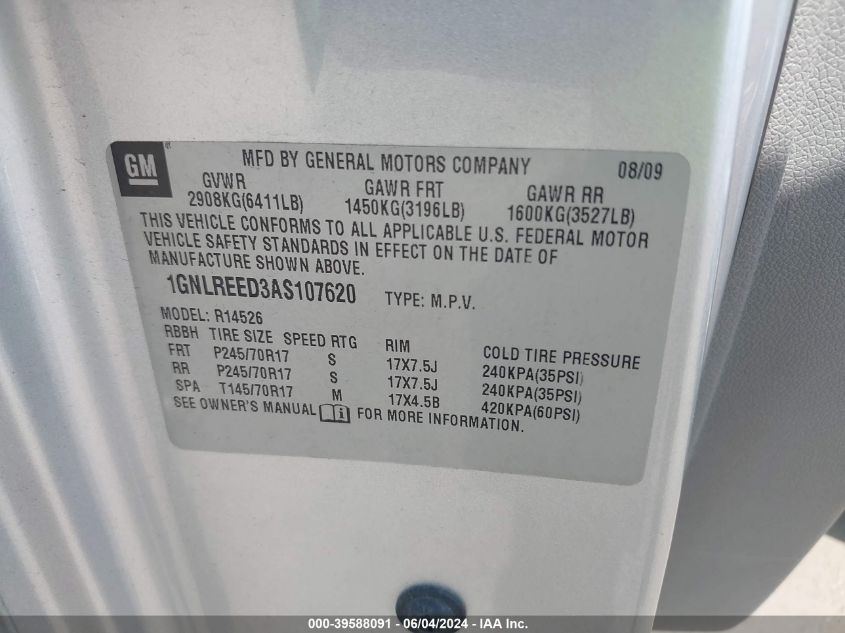 GM
MFD BY GENERAL MOTORS COMPANY 08/09
GVWR GAWR FRT GAWR RR
2908KG(6411LB) 1450KG(3196LB) 1600KG(3527LB)
THIS VEHICLE CONFORMS TO ALL APPLICABLE U.S. FEDERAL MOTOR
VEHICLE SAFETY STANDARDS IN EFFECT ON THE DATE OF
MANUFACTURE SHOWN ABOVE.
1GNLREED3AS107620 TYPE: M.P.V.
MODEL: R14526
RBBH TIRE SIZE SPEED RTG RIM COLD TIRE PRESSURE
FRT P245/70R17 S 17X7.5J 240KPA(35PSI)
RR P245/70R17 S 17X7.5J 240KPA(35PSI)
SPA T145/70R17 M 17X4.5B 420KPA(60PSI)
SEE OWNER'S MANUAL FOR MORE INFORMATION.
000-39588091 - 06/04/2024 - IAA Inc.